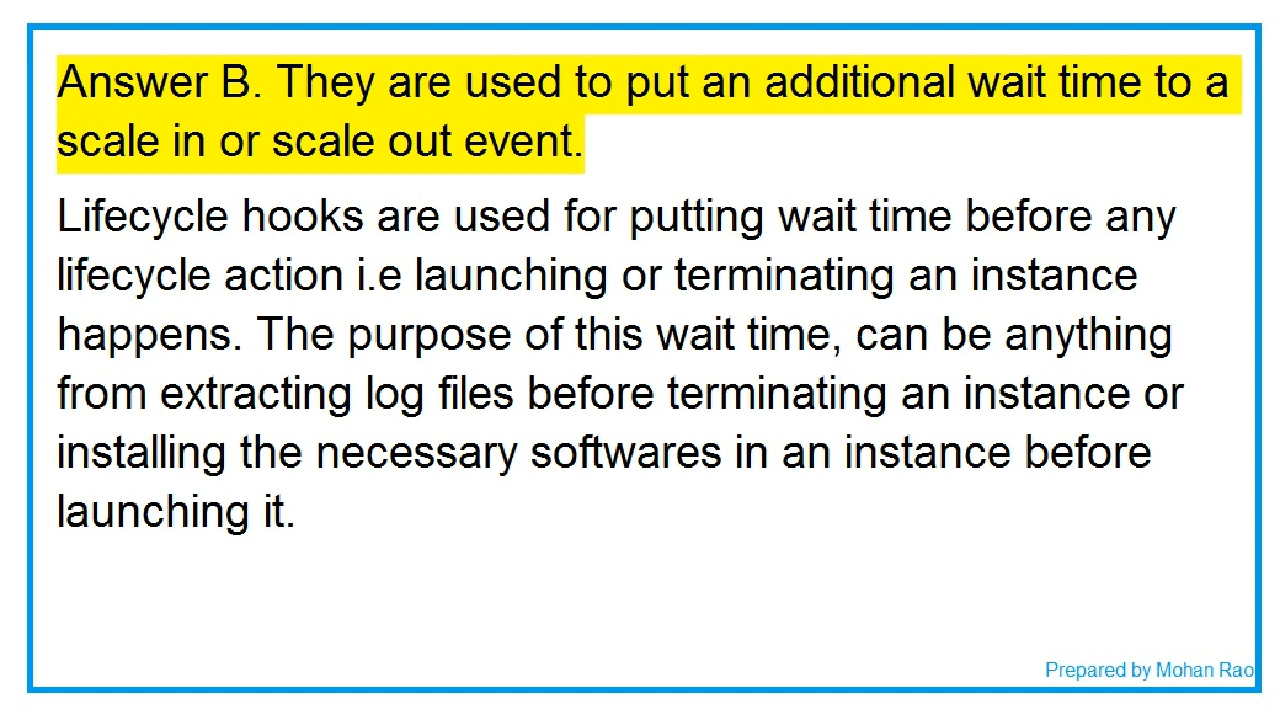 Answer B. They are used to put an additional wait time to a
scale in or scale out event.
Lifecycle hooks are used for putting wait time before any
lifecycle action i.e launching or terminating an instance
happens. The purpose of this wait time, can be anything
from extracting log files before terminating an instance or
installing the necessary softwares in an instance before
launching it.
Prepared by Mohan Rao